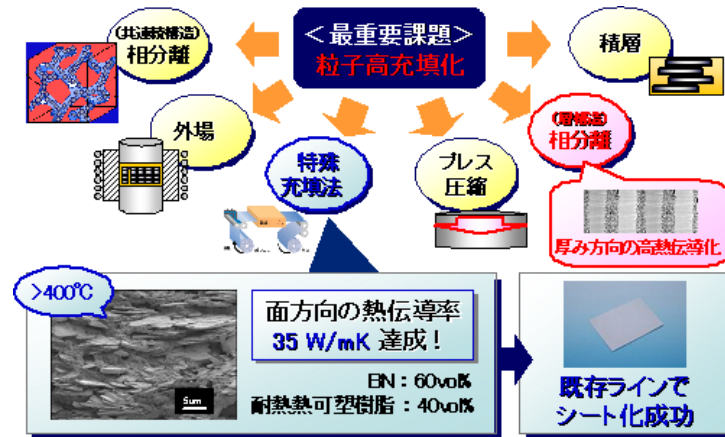 <最重要課題>
粒子高充填化
(共連続構造)
相分離
積層
外場
特殊
充填法
プレス
圧縮
(層構造)
相分離
厚み方向の高熱伝導化
>400℃
面方向の熱伝導率
35 W/mK 達成!
BN:60vol%
耐熱熱可塑樹脂:40vol%
5um
既存ラインで
シート化成功